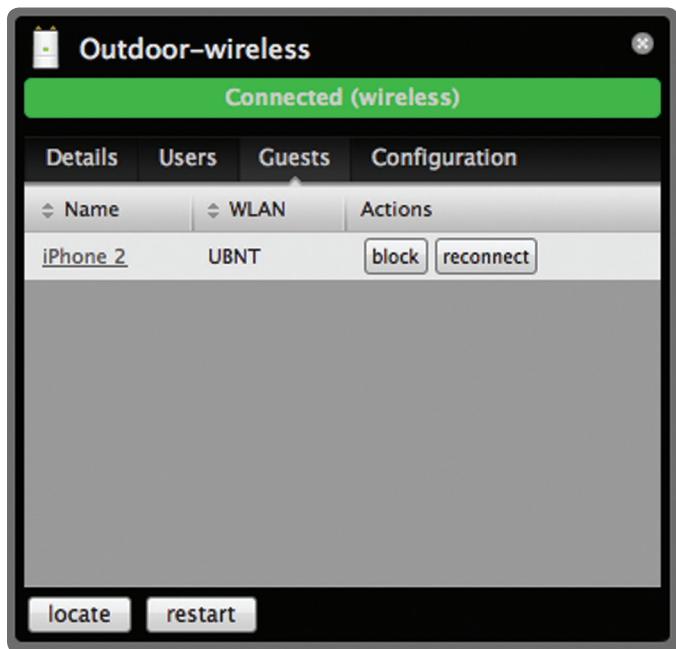 Outdoor-wireless
Connected (wireless)
Details Users Guests Configuration
Name WLAN Actions
iPhone 2 UBNT block reconnect
locate restart